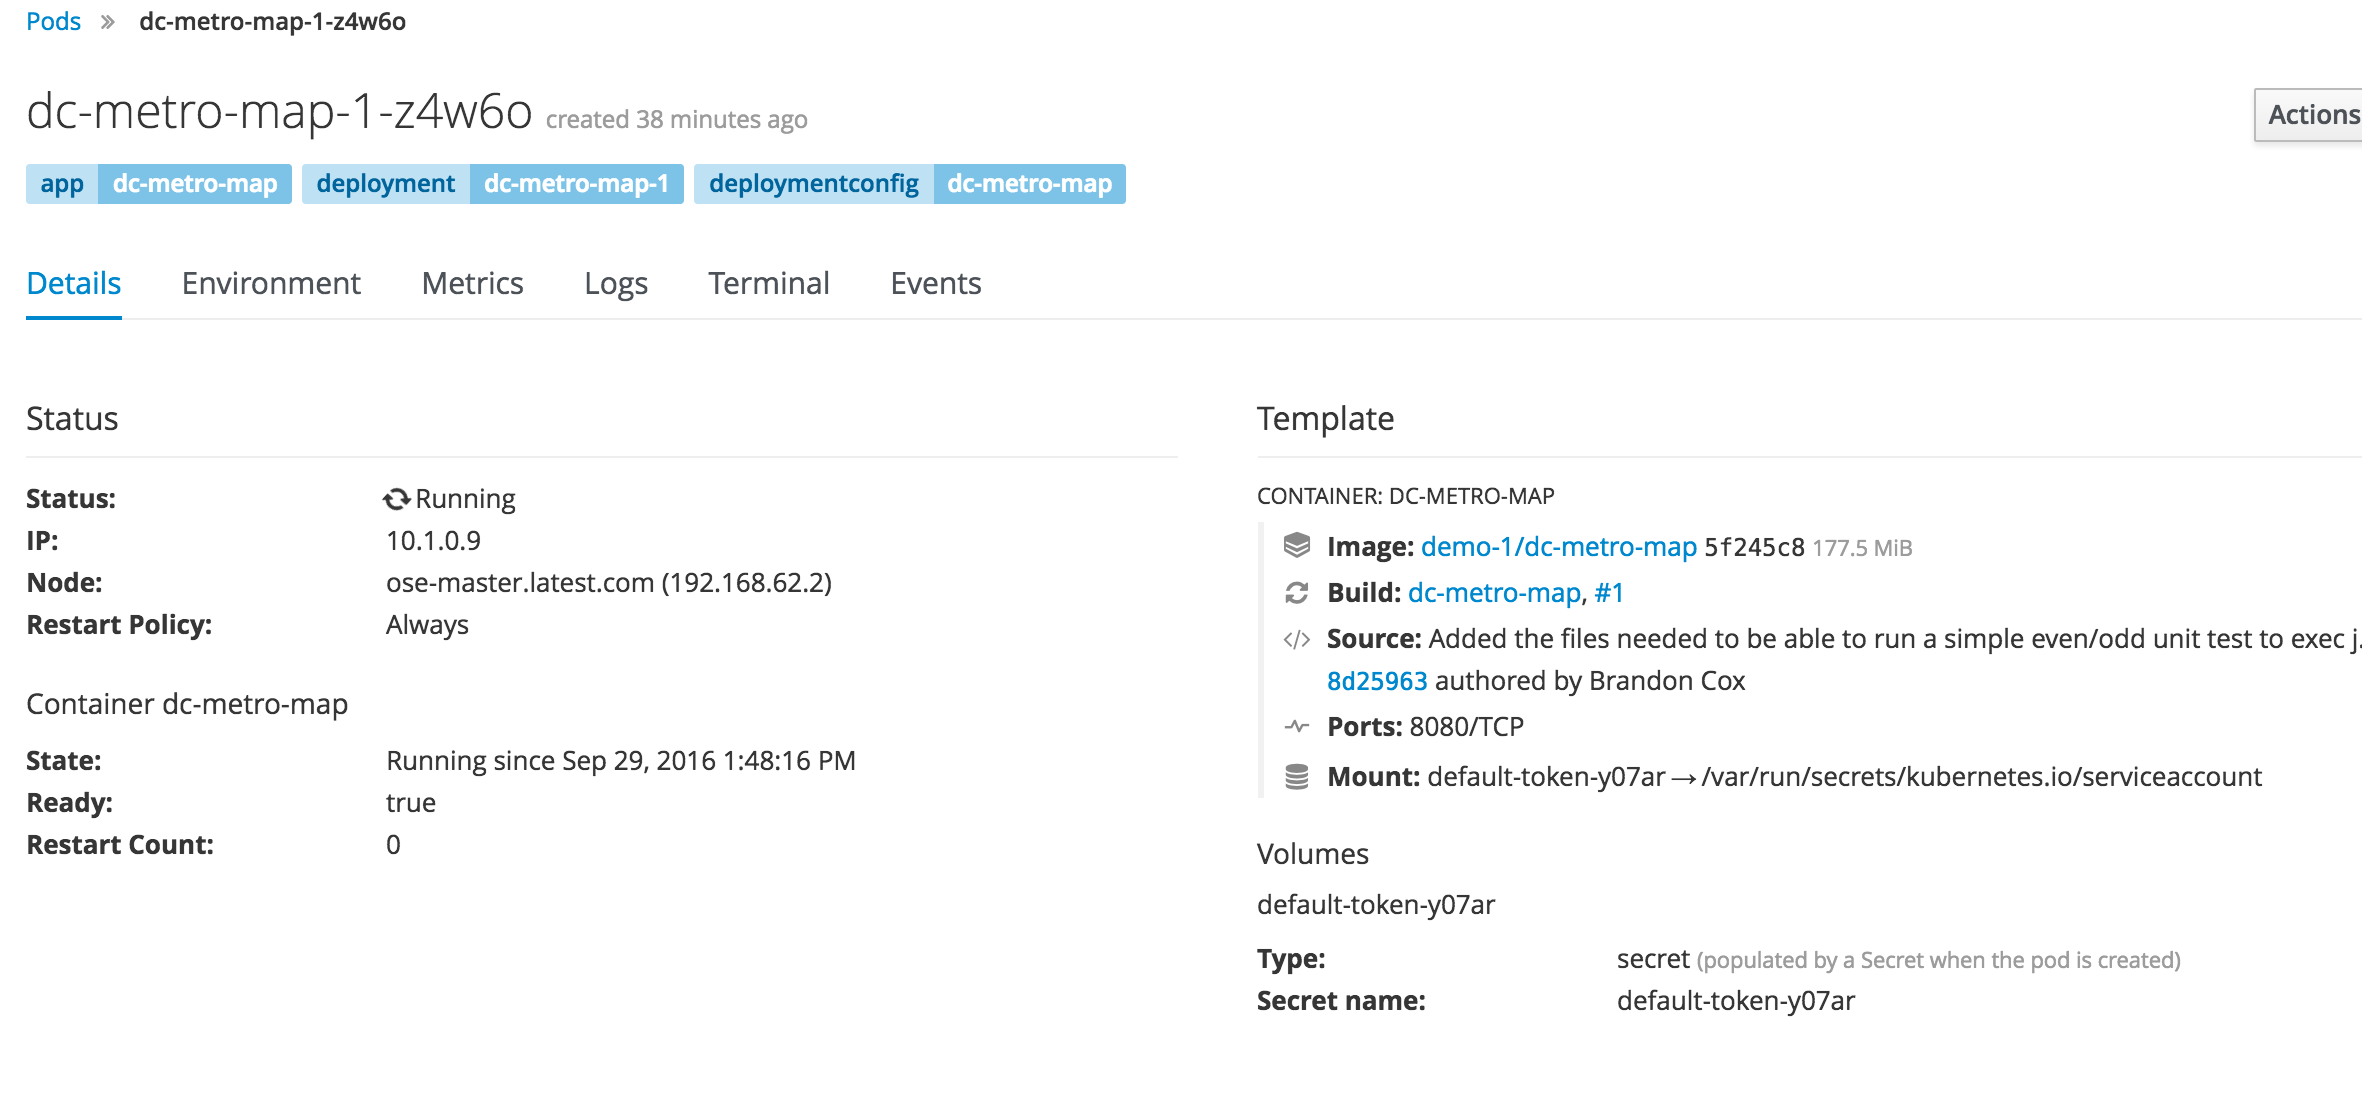 Pods » dc-metro-map-1-z4w6o
dc-metro-map-1-z4w6o created 38 minutes ago
Actions
app dc-metro-map deployment dc-metro-map-1 deploymentconfig dc-metro-map
Details Environment Metrics Logs Terminal Events
Status
Status: Running
IP: 10.1.0.9
Node: ose-master.latest.com (192.168.62.2)
Restart Policy: Always
Container dc-metro-map
State: Running since Sep 29, 2016 1:48:16 PM
Ready: true
Restart Count: 0
Template
CONTAINER: DC-METRO-MAP
Image: demo-1/dc-metro-map 5f245c8 177.5 MiB
Build: dc-metro-map, #1
</> Source: Added the files needed to be able to run a simple even/odd unit test to exec j.
8d25963 authored by Brandon Cox
Ports: 8080/TCP
Mount: default-token-y07ar → /var/run/secrets/kubernetes.io/serviceaccount
Volumes
default-token-y07ar
Type: secret (populated by a Secret when the pod is created)
Secret name: default-token-y07ar